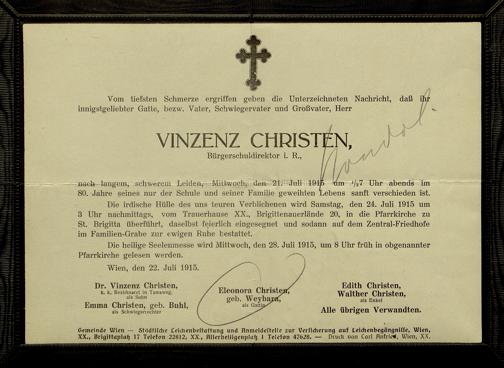 Vom tiefsten Schmerze ergriffen geben die Unterzeichneten Nachricht, daß ihr
innigstgeliebter Gatte, bezw. Vater, Schwiegervater und Großvater, Herr
VINZENZ CHRISTEN,
Bürgerschuldirektor i. R.,
nach langem, schwerem Leiden, Mittwoch, den 21. Juli 1915 um ½7 Uhr abends im
80. Jahre seines nur der Schule und seiner Familie geweihten Lebens sanft verschieden ist.
Die irdische Hülle des uns teuren Verblichenen wird Samstag, den 24. Juli 1915 um
3 Uhr nachmittags, vom Trauerhause XX., Brigittenauerlände 20, in die Pfarrkirche zu
St. Brigitta überführt, daselbst feierlich eingesegnet und sodann auf dem Zentral-Friedhofe
im Familien-Grabe zur ewigen Ruhe bestattet.
Die heilige Seelenmesse wird Mittwoch, den 28. Juli 1915, um 8 Uhr früh in obgenannter
Pfarrkirche gelesen werden.
Wien, den 22. Juli 1915.
Dr. Vinzenz Christen,
k. k. Bezirksarzt in Tamsweg,
als Sohn
Emma Christen, geb. Buhl,
als Schwiegertochter
Eleonora Christen,
geb. Weyharn,
als Gattin
Edith Christen,
Walther Christen,
als Enkel
Alle übrigen Verwandten.
Gemeinde Wien — Städtische Leichenbestattung und Anmeldestelle zur Versicherung auf Leichenbegängnisse, Wien,
XX., Brigittaplatz 17 Telefon 22812, XX., Allerheiligenplatz 1 Telefon 47628. — Druck von Carl Wien, XX.